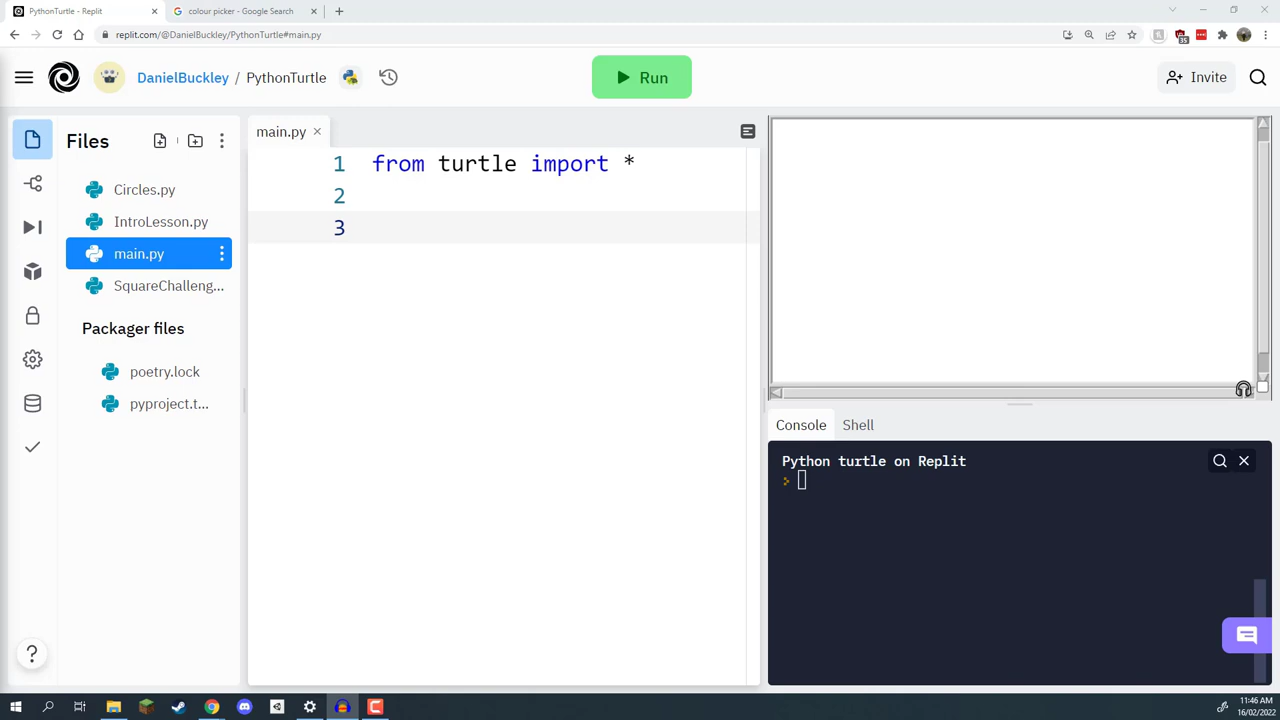 PythonTurtle - Replit
colour picker - Google Search
replit.com/@DanielBuckley/PythonTurtle#main.py
35
DanielBuckley / PythonTurtle
Run
Invite
Files
Circles.py
IntroLesson.py
main.py
SquareChalleng...
Packager files
poetry.lock
pyproject.t...
main.py
1 from turtle import *
2
3
Console
Shell
Python turtle on Replit
11:46 AM
16/02/2022